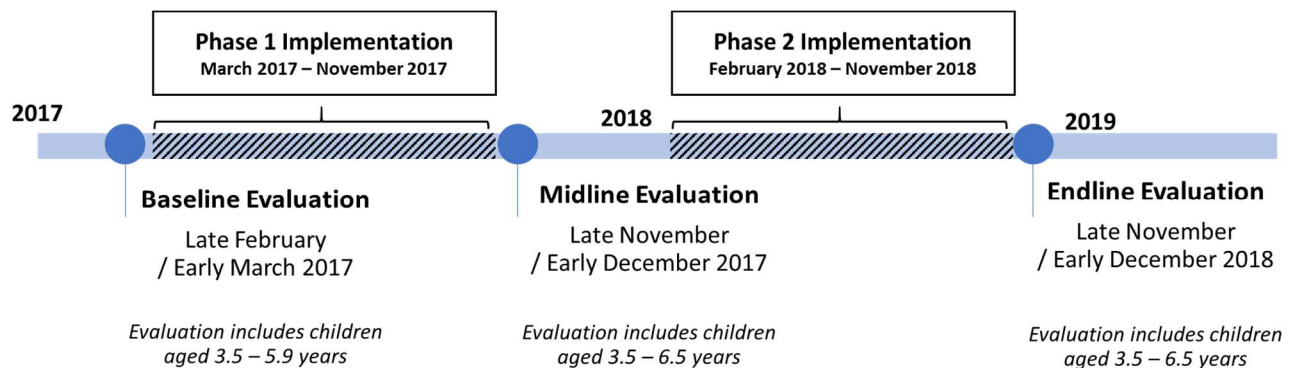 Phase 1 Implementation
March 2017 – November 2017
Phase 2 Implementation
February 2018 – November 2018
2017
2018
2019
Baseline Evaluation
Late February
/ Early March 2017
Evaluation includes children
aged 3.5 – 5.9 years
Midline Evaluation
Late November
/ Early December 2017
Evaluation includes children
aged 3.5 – 6.5 years
Endline Evaluation
Late November
/ Early December 2018
Evaluation includes children
aged 3.5 – 6.5 years